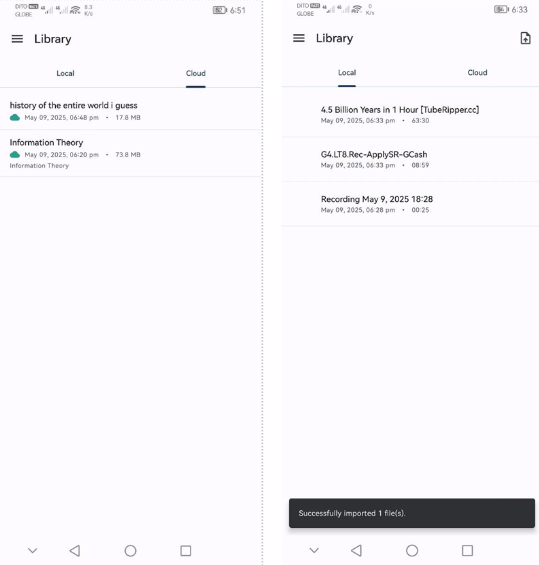 DITO
GLOBE
8.3
K/s
6:51
Library
Local
Cloud
history of the entire world i guess
May 09, 2025, 06:48 pm • 17.8 MB
Information Theory
May 09, 2025, 06:20 pm • 73.8 MB
Information Theory
DITO
GLOBE
0
K/s
6:33
Library
Local
Cloud
4.5 Billion Years in 1 Hour [TubeRipper.cc]
May 09, 2025, 06:33 pm • 63:30
G4.LT8.Rec-ApplySR-GCash
May 09, 2025, 06:33 pm • 08:59
Recording May 9, 2025 18:28
May 09, 2025, 06:28 pm • 00:25
Successfully imported 1 file(s).